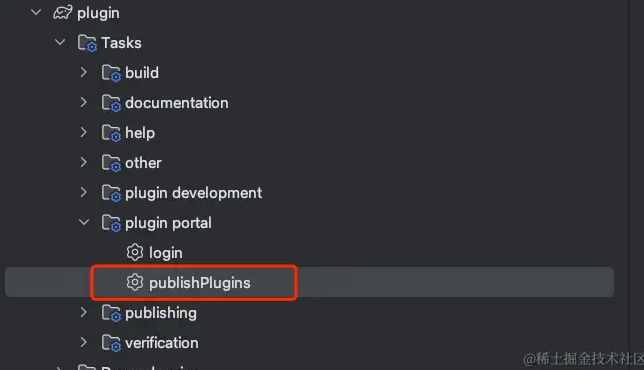 plugin
Tasks
build
documentation
help
other
plugin development
plugin portal
login
publishPlugins
publishing
verification
@稀土掘金技术社区